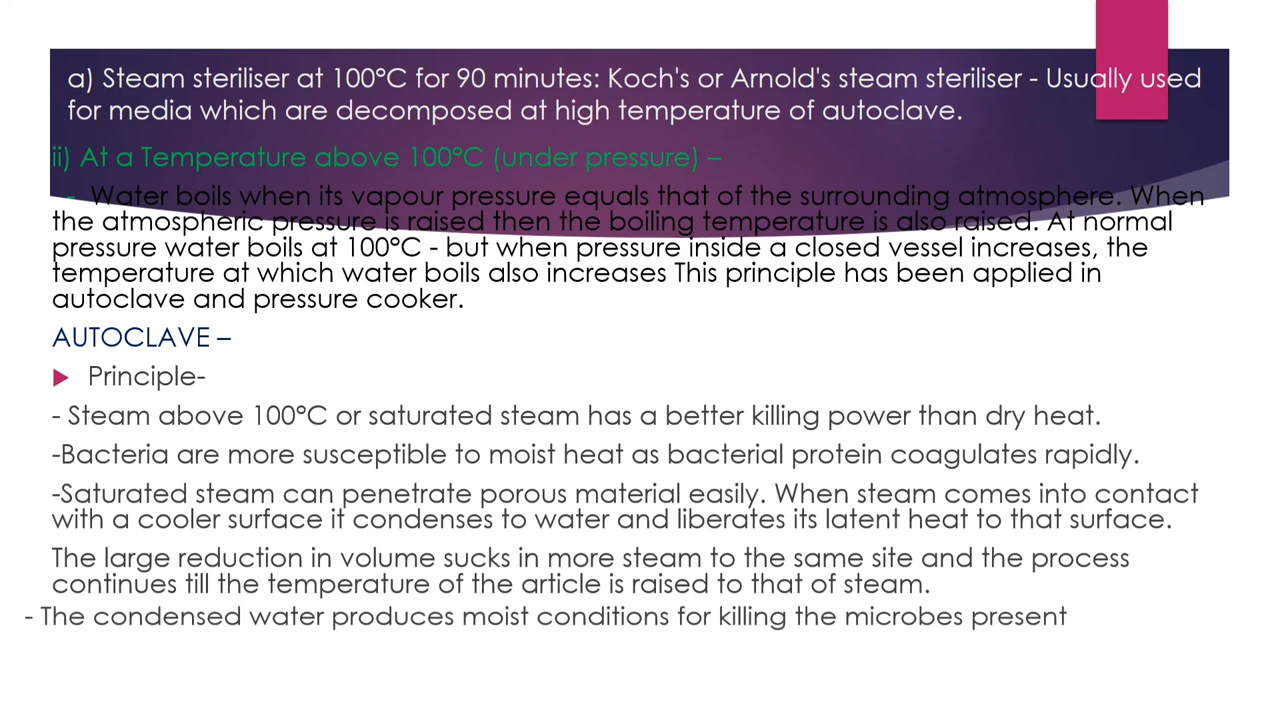 a) Steam steriliser at 100°C for 90 minutes: Koch's or Arnold's steam steriliser - Usually used
for media which are decomposed at high temperature of autoclave.
ii) At a Temperature above 100°C (under pressure) –
- Water boils when its vapour pressure equals that of the surrounding atmosphere. When
the atmospheric pressure is raised then the boiling temperature is also raised. At normal
pressure water boils at 100°C - but when pressure inside a closed vessel increases, the
temperature at which water boils also increases This principle has been applied in
autoclave and pressure cooker.
AUTOCLAVE –
Principle-
- Steam above 100°C or saturated steam has a better killing power than dry heat.
-Bacteria are more susceptible to moist heat as bacterial protein coagulates rapidly.
-Saturated steam can penetrate porous material easily. When steam comes into contact
with a cooler surface it condenses to water and liberates its latent heat to that surface.
The large reduction in volume sucks in more steam to the same site and the process
continues till the temperature of the article is raised to that of steam.
- The condensed water produces moist conditions for killing the microbes present